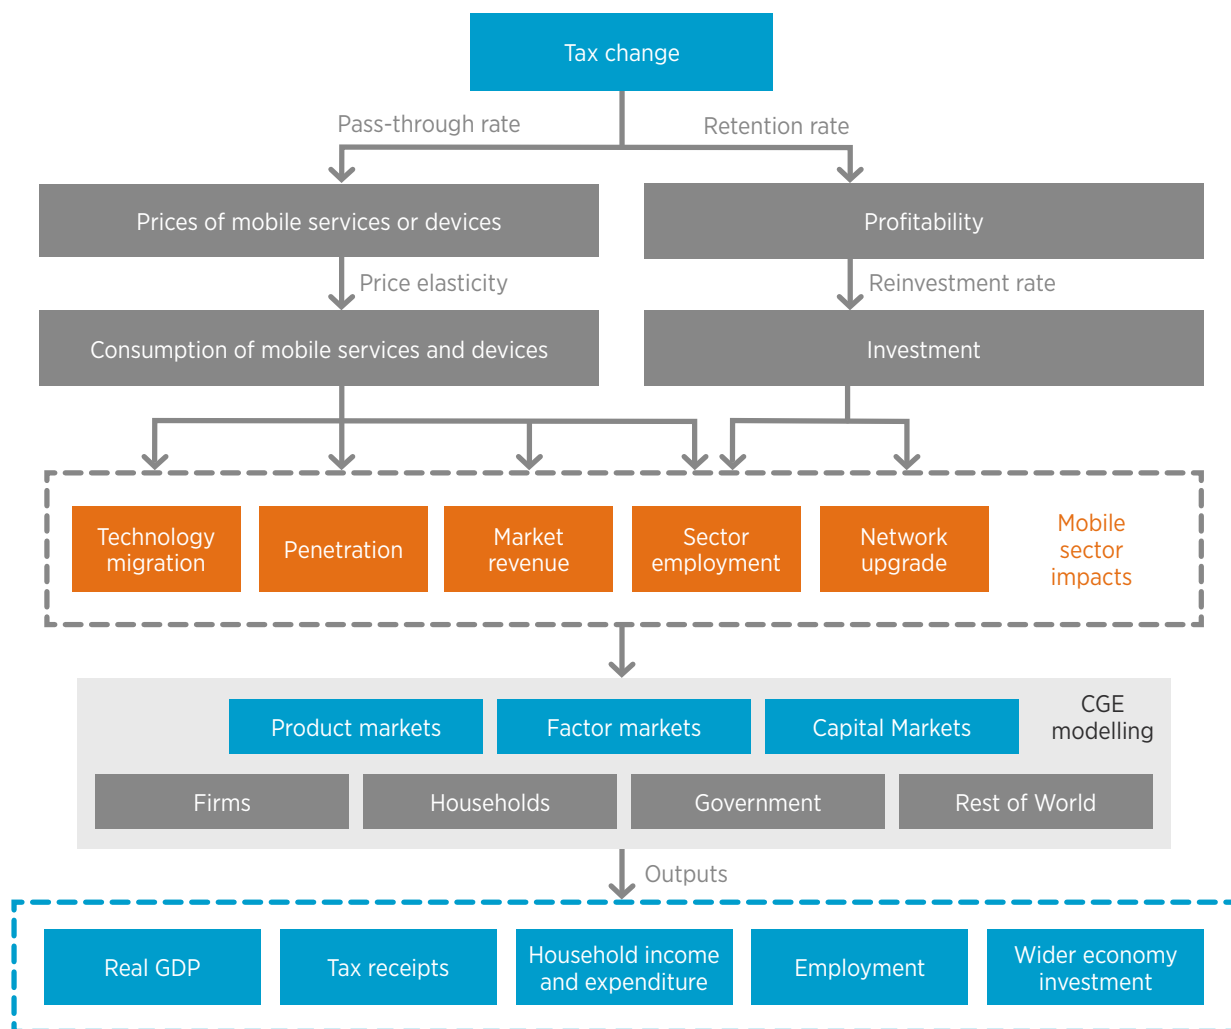 Tax change
Pass-through rate
Retention rate
Prices of mobile services or devices
Profitability
Price elasticity
Reinvestment rate
Consumption of mobile services and devices
Investment
Technology
migration
Penetration
Market
revenue
Sector
employment
Network
upgrade
Mobile
sector
impacts
Product markets
Factor markets
Capital Markets
CGE
modelling
Firms
Households
Government
Rest of World
Outputs
Real GDP
Tax receipts
Household income
and expenditure
Employment
Wider economy
investment